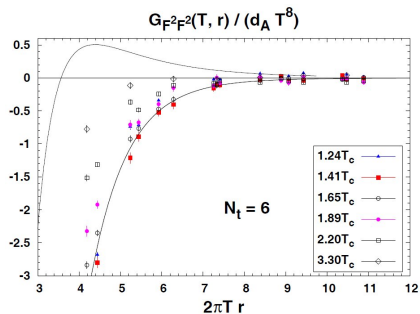 G_F²F²(T, r) / (d_A T⁸)
0.5
0
-0.5
-1
-1.5
-2
-2.5
-3
3 4 5 6 7 8 9 10 11 12
2πT r
N_t = 6
1.24T_c
1.41T_c
1.65T_c
1.89T_c
2.20T_c
3.30T_c